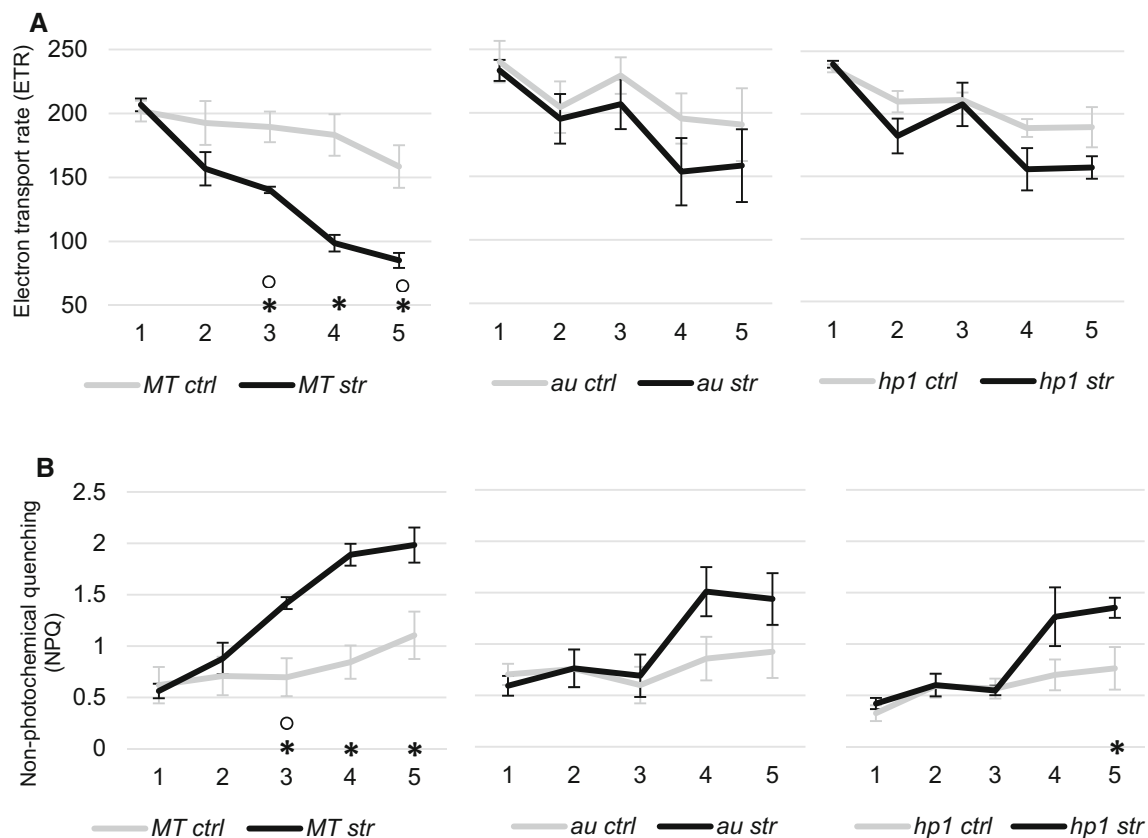 A
Electron transport rate (ETR)
250
200
150
100
50
* * *
1 2 3 4 5
1 2 3 4 5
1 2 3 4 5
MT ctrl MT str
au ctrl au str
hp1 ctrl hp1 str
B
Non-photochemical quenching
(NPQ)
2.5
2
1.5
1
0.5
0
* * *
*
1 2 3 4 5
1 2 3 4 5
1 2 3 4 5
MT ctrl MT str
au ctrl au str
hp1 ctrl hp1 str